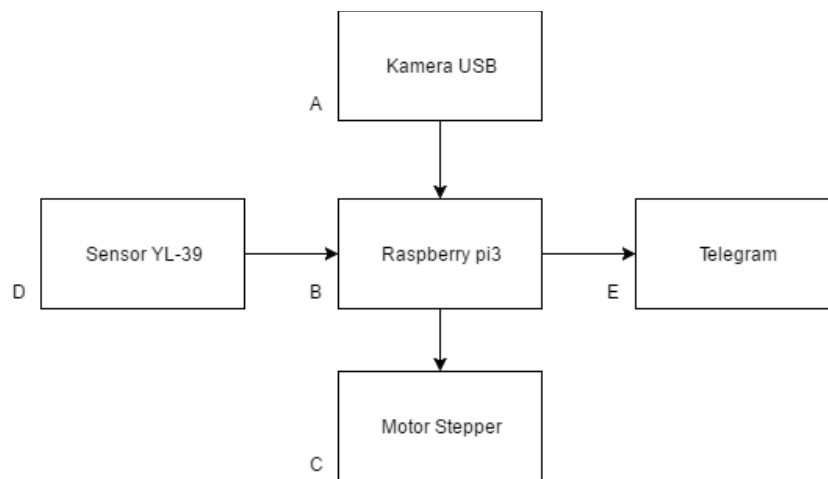 Kamera USB
A
Sensor YL-39
Raspberry pi3
Telegram
D
B
E
Motor Stepper
C